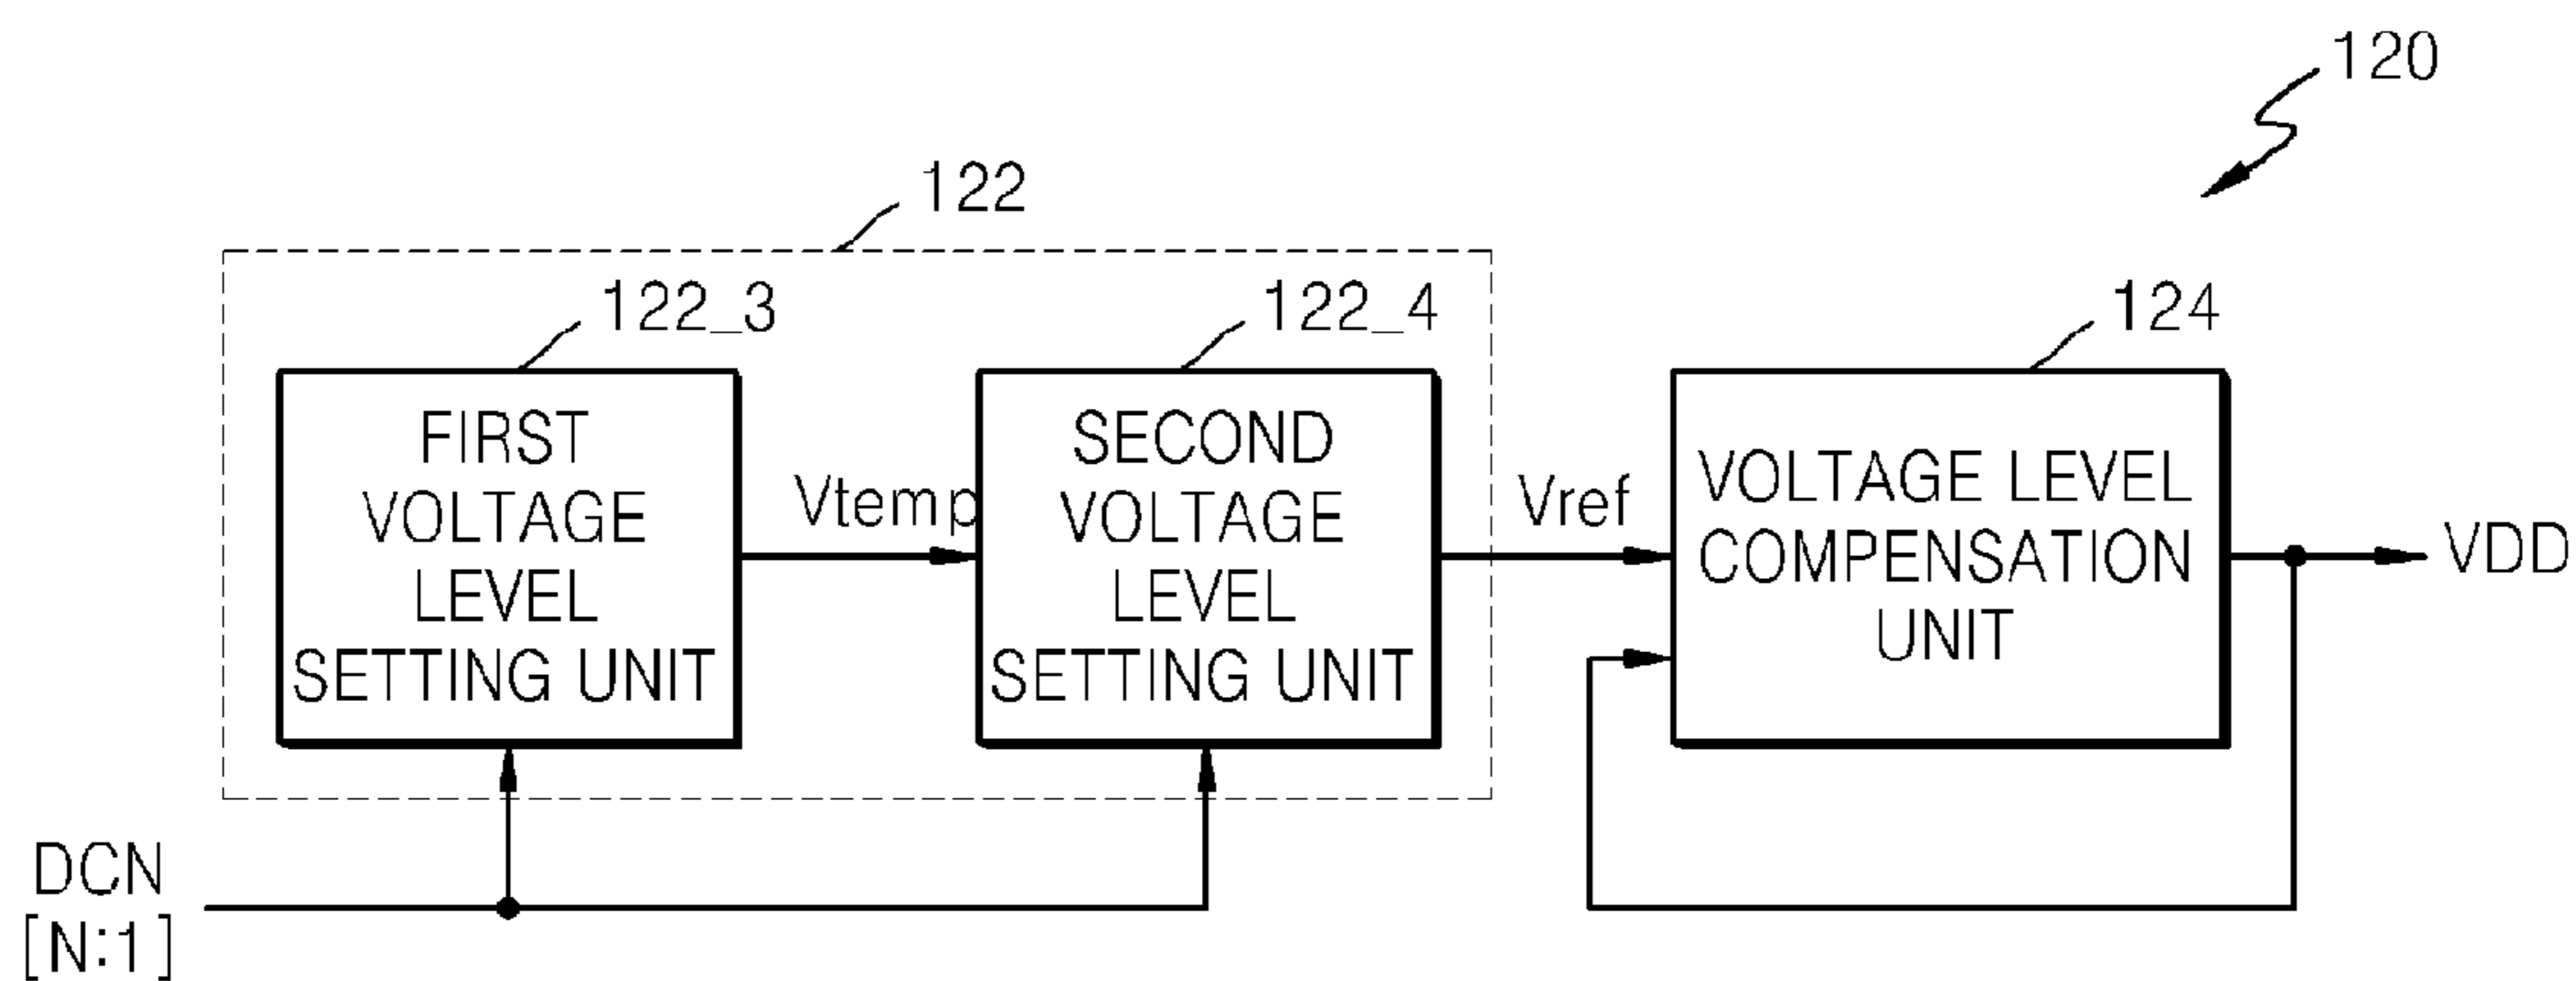 120
122
122_3
122_4
124
FIRST
VOLTAGE
LEVEL
SETTING UNIT
Vtemp
SECOND
VOLTAGE
LEVEL
SETTING UNIT
Vref
VOLTAGE LEVEL
COMPENSATION
UNIT
VDD
DCN
[N:1]